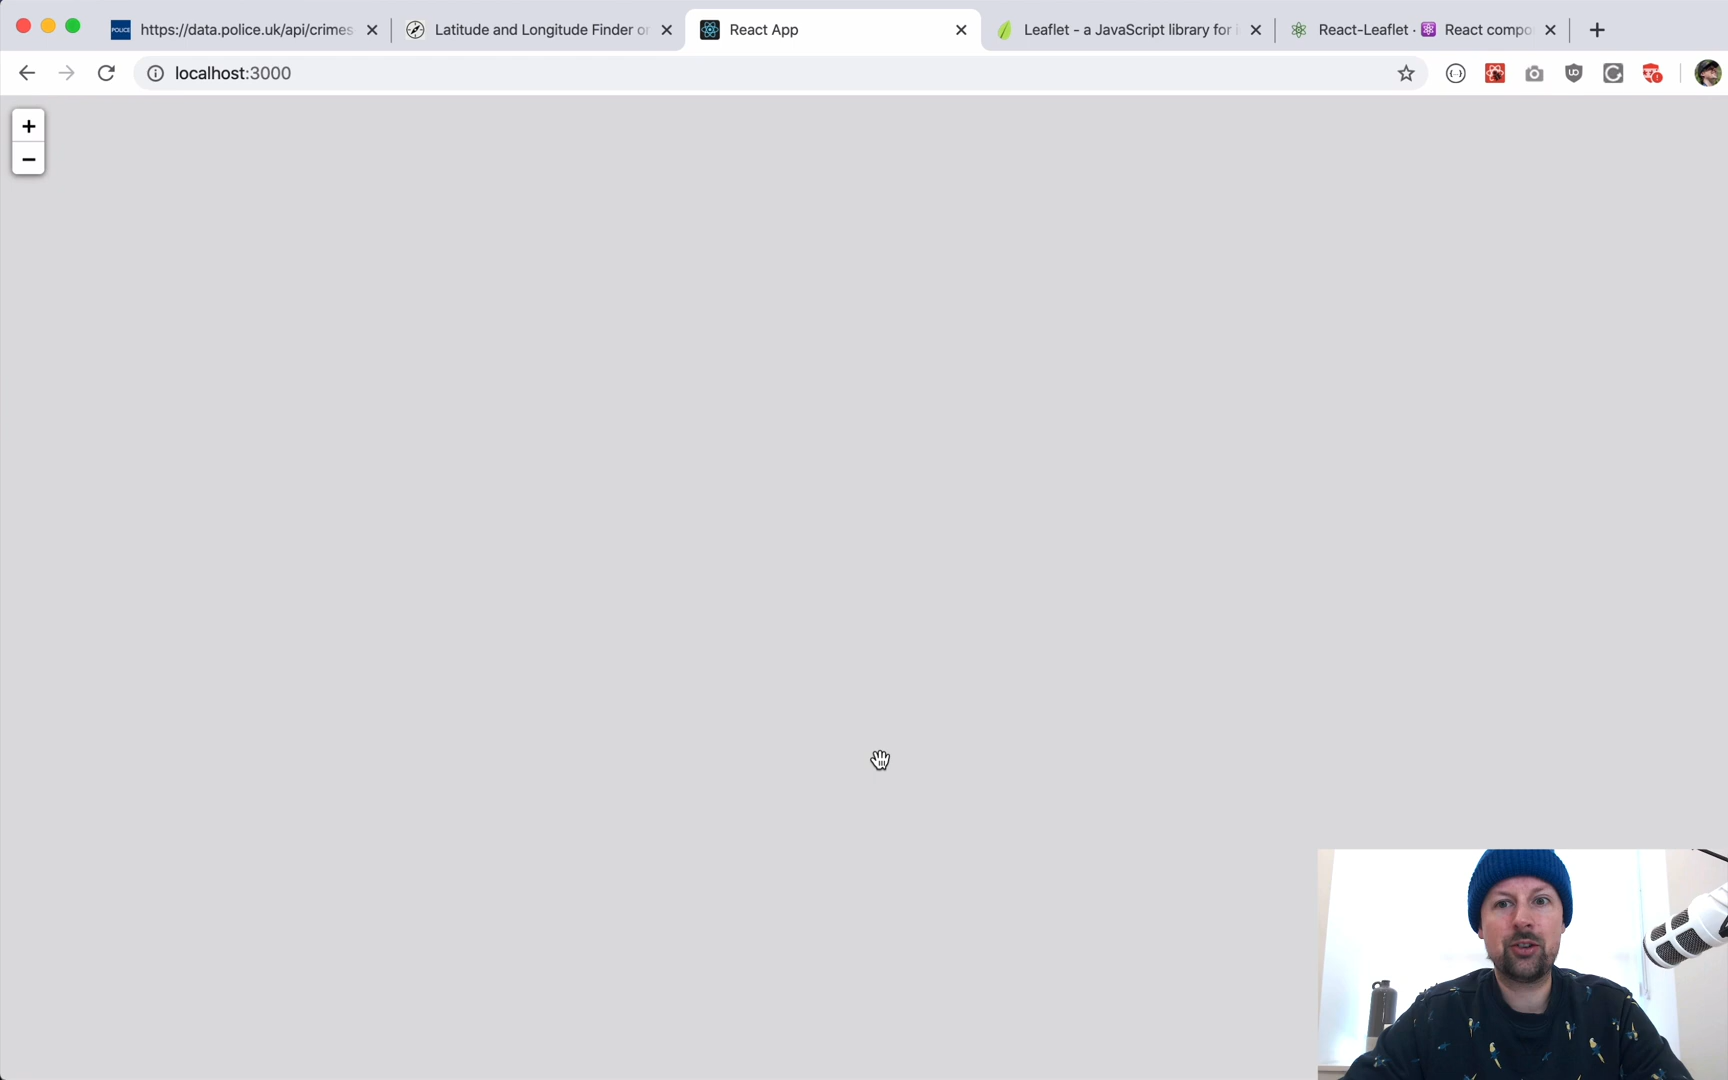 POLICE https://data.police.uk/api/crimes
Latitude and Longitude Finder or
React App
Leaflet - a JavaScript library for i
React-Leaflet · React compo
localhost:3000
+
−